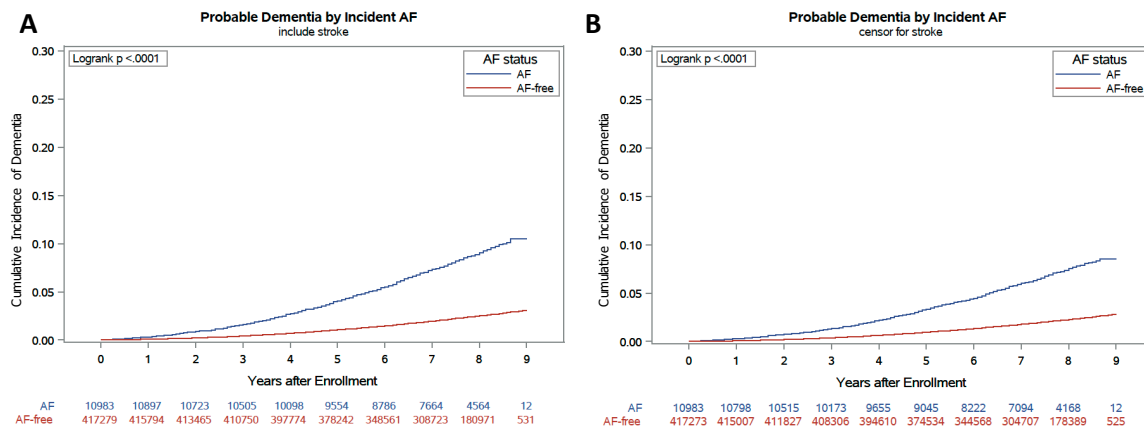 A
Probable Dementia by Incident AF
include stroke
Logrank p <.0001
AF status
AF
AF-free
Cumulative Incidence of Dementia
0.30
0.25
0.20
0.15
0.10
0.05
0.00
0 1 2 3 4 5 6 7 8 9
Years after Enrollment
AF 10983 10897 10723 10505 10098 9554 8786 7664 4564 12
AF-free 417279 415794 413465 410750 397774 378242 348561 308723 180971 531
B
Probable Dementia by Incident AF
censor for stroke
Logrank p <.0001
AF status
AF
AF-free
Cumulative Incidence of Dementia
0.30
0.25
0.20
0.15
0.10
0.05
0.00
0 1 2 3 4 5 6 7 8 9
Years after Enrollment
AF 10983 10798 10515 10173 9655 9045 8222 7094 4168 12
AF-free 417273 415007 411827 408306 394610 374534 344568 304707 178389 525